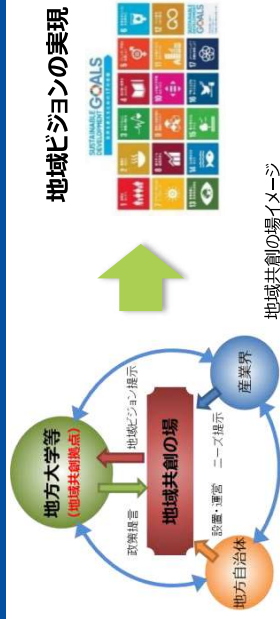 地域ビジョンの実現
SUSTAINABLE
DEVELOPMENT GOALS
地方大学等
(地域共創拠点)
政策提言
地域ビジョン提示
地域共創の場
設置・運営
ニーズ提示
地方自治体
産業界
地域共創の場イメージ